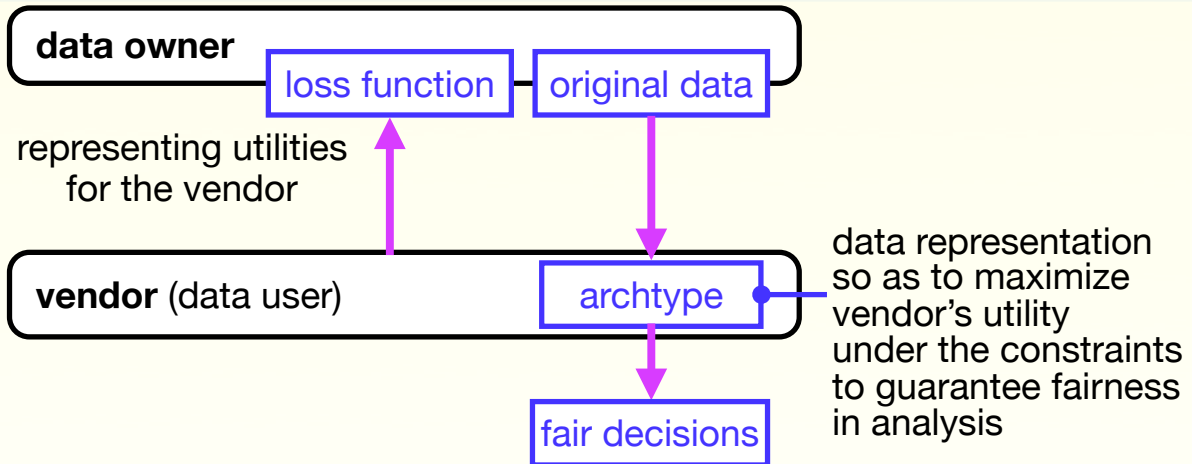 data owner
loss function
original data
representing utilities
for the vendor
vendor (data user)
archtype
data representation
so as to maximize
vendor's utility
under the constraints
to guarantee fairness
in analysis
fair decisions